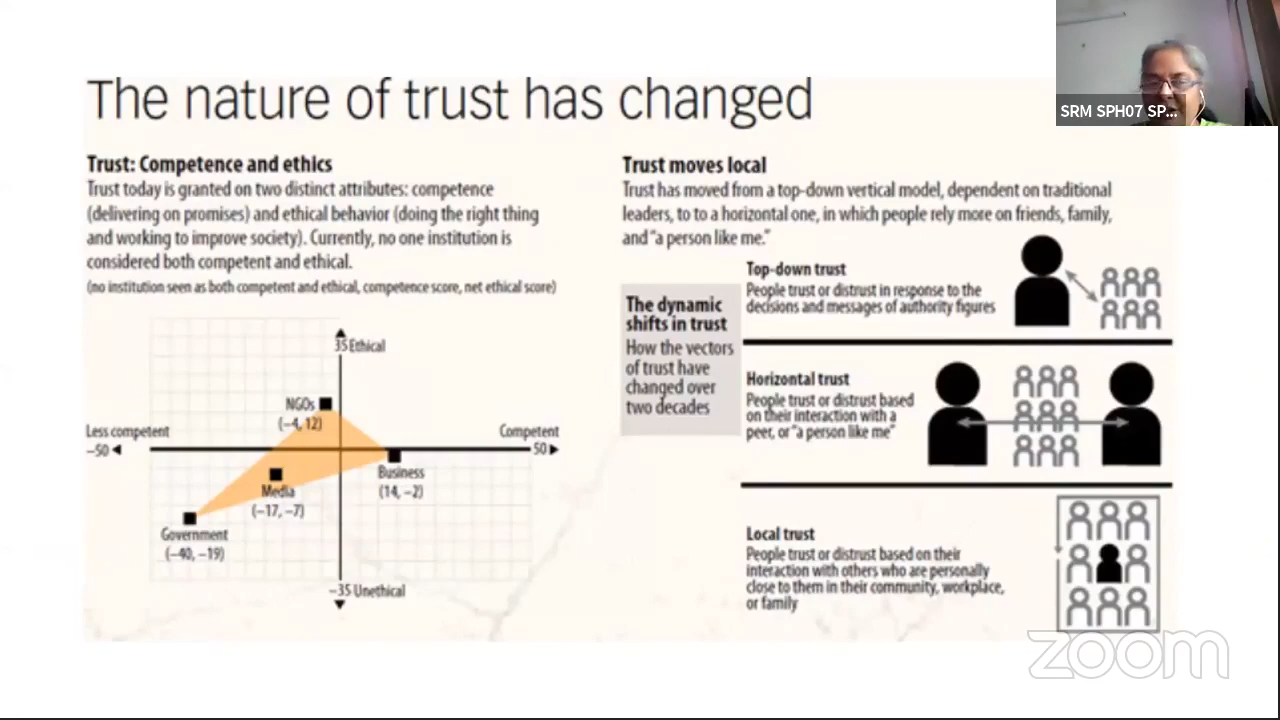 SRM SPH07 SP...
The nature of trust has changed
Trust: Competence and ethics
Trust today is granted on two distinct attributes: competence
(delivering on promises) and ethical behavior (doing the right thing
and working to improve society). Currently, no one institution is
considered both competent and ethical.
(no institution seen as both competent and ethical, competence score, net ethical score)
35 Ethical
NGOs
(−4, 12)
Less competent
−50
Competent
50
Business
(14, −2)
Media
(−17, −7)
Government
(−40, −19)
−35 Unethical
Trust moves local
Trust has moved from a top-down vertical model, dependent on traditional
leaders, to to a horizontal one, in which people rely more on friends, family,
and “a person like me.”
The dynamic
shifts in trust
How the vectors
of trust have
changed over
two decades
Top-down trust
People trust or distrust in response to the
decisions and messages of authority figures
Horizontal trust
People trust or distrust based
on their interaction with a
peer, or “a person like me”
Local trust
People trust or distrust based on their
interaction with others who are personally
close to them in their community, workplace,
or family
zoom